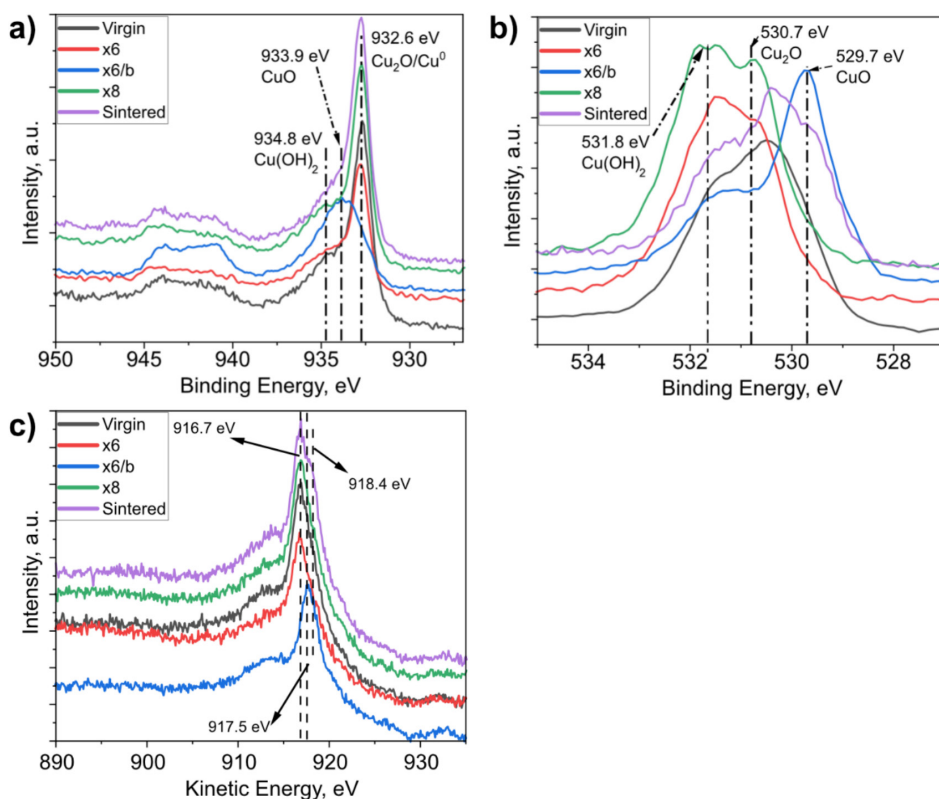 a)
Virgin
x6
x6/b
x8
Sintered
933.9 eV
CuO
932.6 eV
Cu₂O/Cu⁰
934.8 eV
Cu(OH)₂
Intensity, a.u.
950 945 940 935 930
Binding Energy, eV
b)
Virgin
x6
x6/b
x8
Sintered
530.7 eV
Cu₂O
529.7 eV
CuO
531.8 eV
Cu(OH)₂
Intensity, a.u.
534 532 530 528
Binding Energy, eV
c)
Virgin
x6
x6/b
x8
Sintered
916.7 eV
918.4 eV
917.5 eV
Intensity, a.u.
890 900 910 920 930
Kinetic Energy, eV